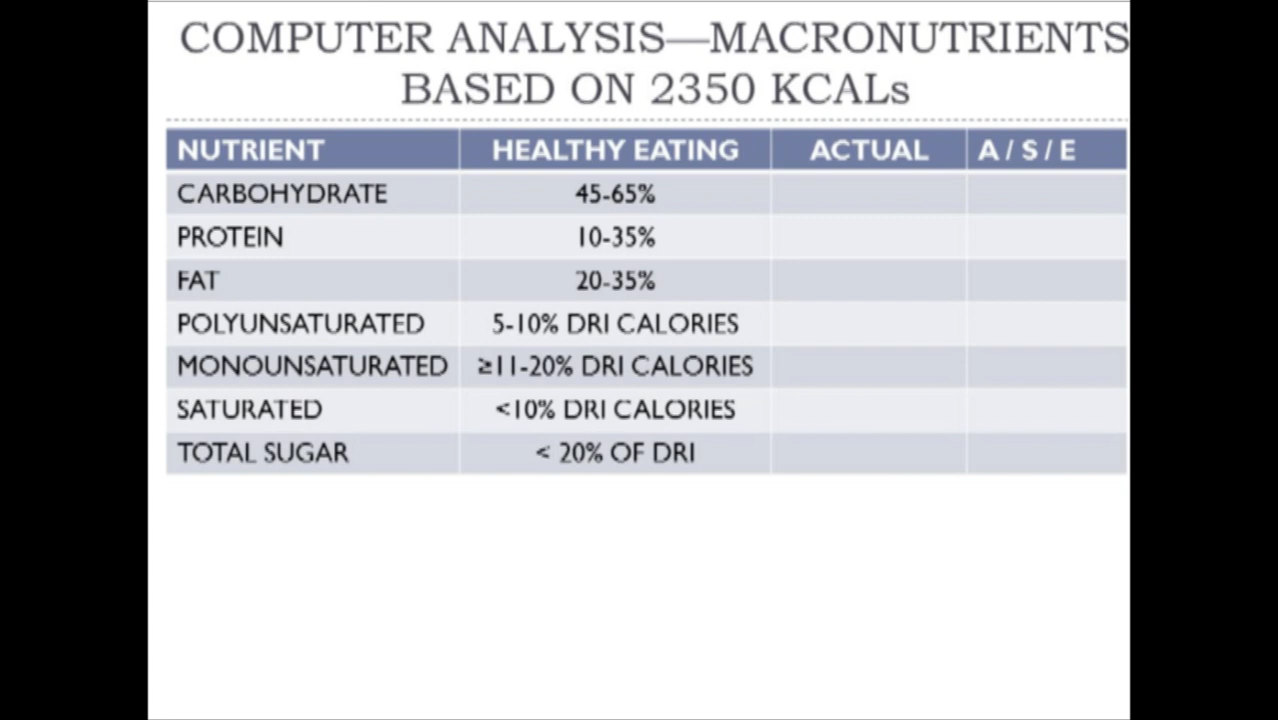 COMPUTER ANALYSIS—MACRONUTRIENTS
BASED ON 2350 KCALs
NUTRIENT HEALTHY EATING ACTUAL A / S / E
CARBOHYDRATE 45-65%
PROTEIN 10-35%
FAT 20-35%
POLYUNSATURATED 5-10% DRI CALORIES
MONOUNSATURATED ≥11-20% DRI CALORIES
SATURATED <10% DRI CALORIES
TOTAL SUGAR < 20% OF DRI